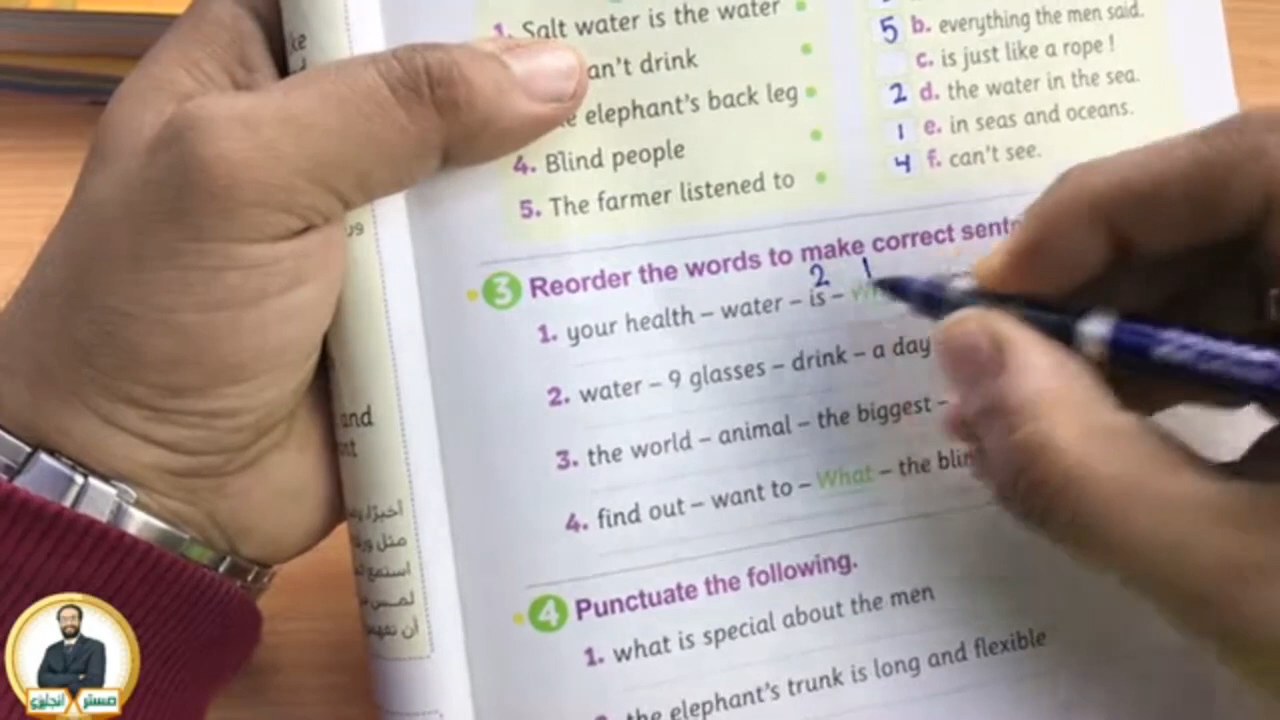 1. Salt water is the water
an't drink
elephant's back leg
4. Blind people
5. The farmer listened to
5 b. everything the men said.
c. is just like a rope !
2 d. the water in the sea.
1 e. in seas and oceans.
4 f. can't see.
3 Reorder the words to make correct sent
2 1
1. your health – water – is –
2. water – 9 glasses – drink – a day
3. the world – animal – the biggest –
4. find out – want to – What – the blin
4 Punctuate the following.
1. what is special about the men
the elephant's trunk is long and flexible
and
nt
مستر X انجليزي